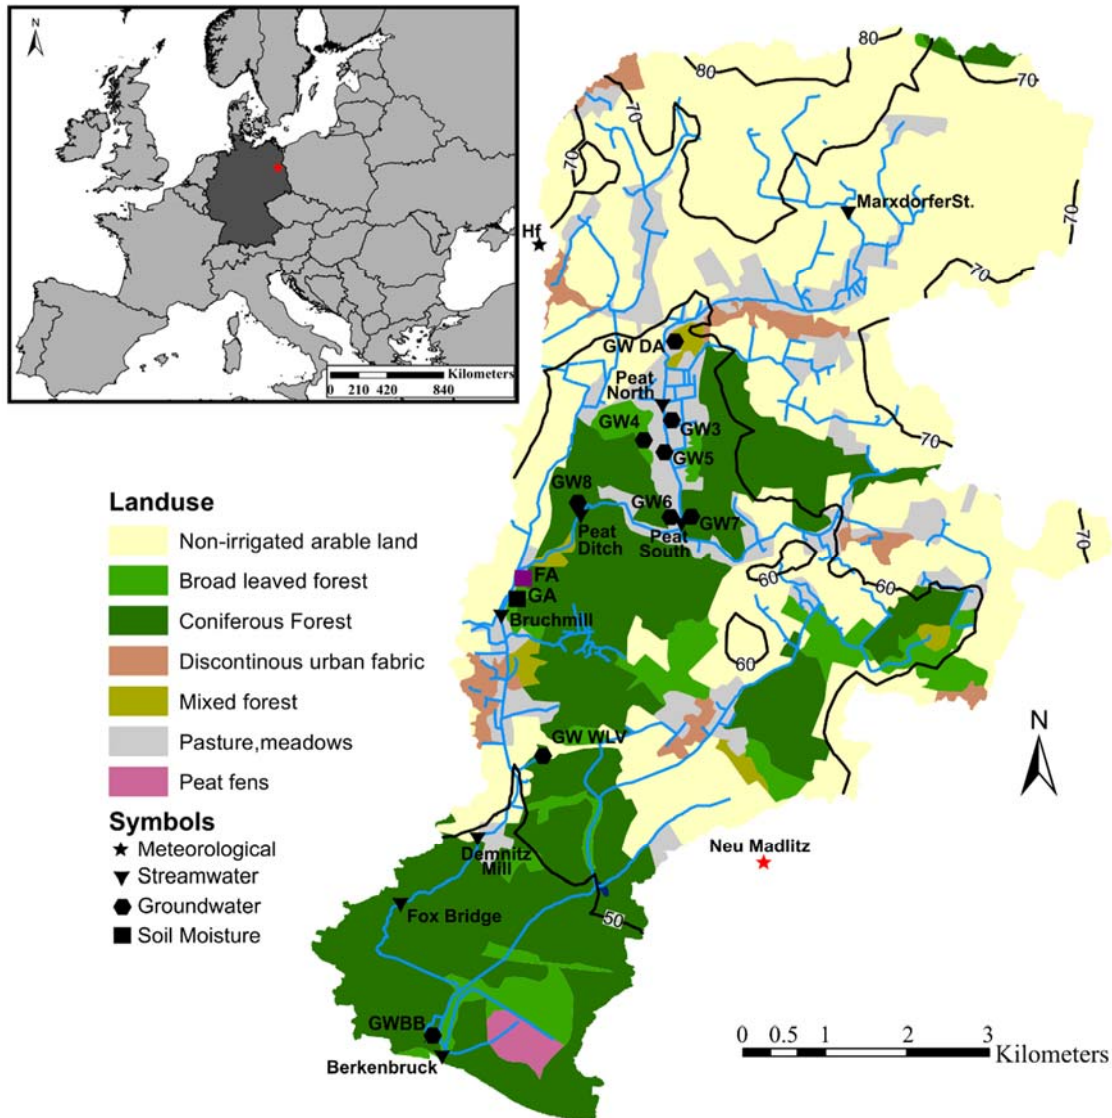 N
Kilometers
0 210 420 840
80
80
70
70
70
70
70
MarxdorferSt.
Hf
GW DA
Peat
North
GW4
GW3
GW5
70
GW8
GW6
GW7
Peat
Ditch
Peat
South
70
60
60
FA
GA
Bruchmill
60
GW WLV
Demnitz
Mill
Neu Madlitz
Fox Bridge
50
GWBB
Berkenbruck
Landuse
Non-irrigated arable land
Broad leaved forest
Coniferous Forest
Discontinous urban fabric
Mixed forest
Pasture,meadows
Peat fens
Symbols
Meteorological
Streamwater
Groundwater
Soil Moisture
N
0 0.5 1 2 3
Kilometers